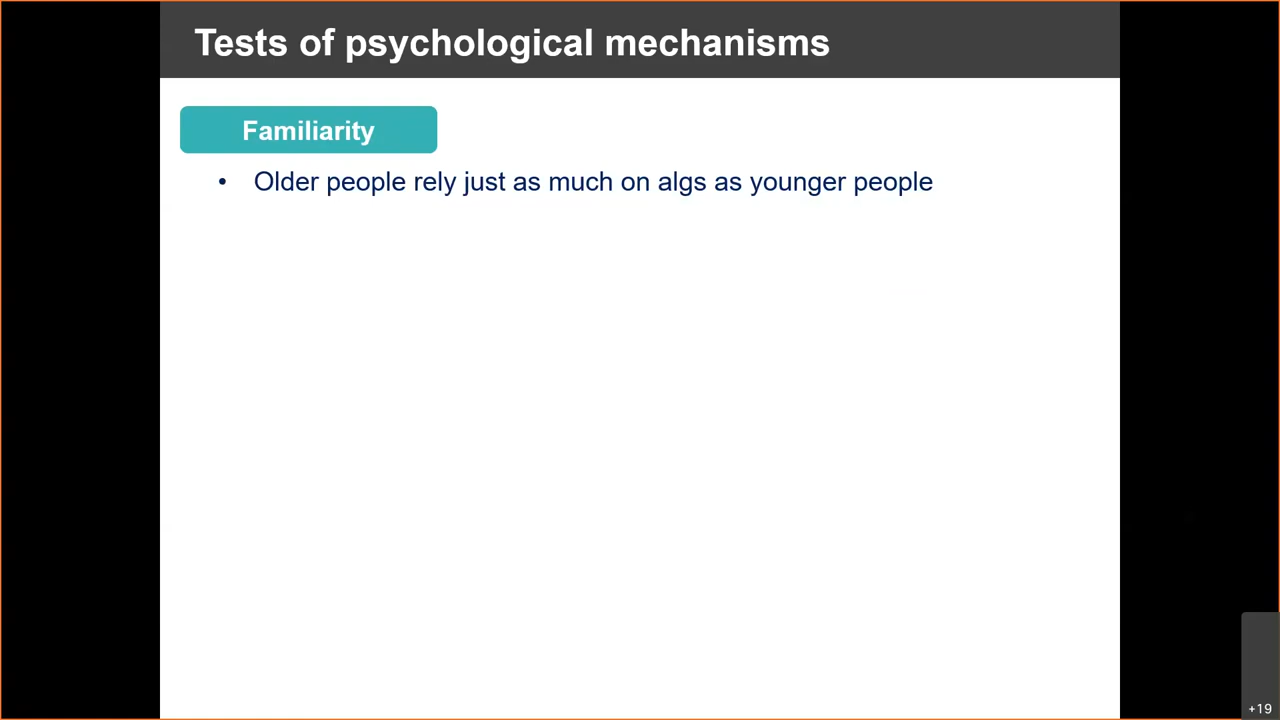 Tests of psychological mechanisms
Familiarity
• Older people rely just as much on algs as younger people
+19